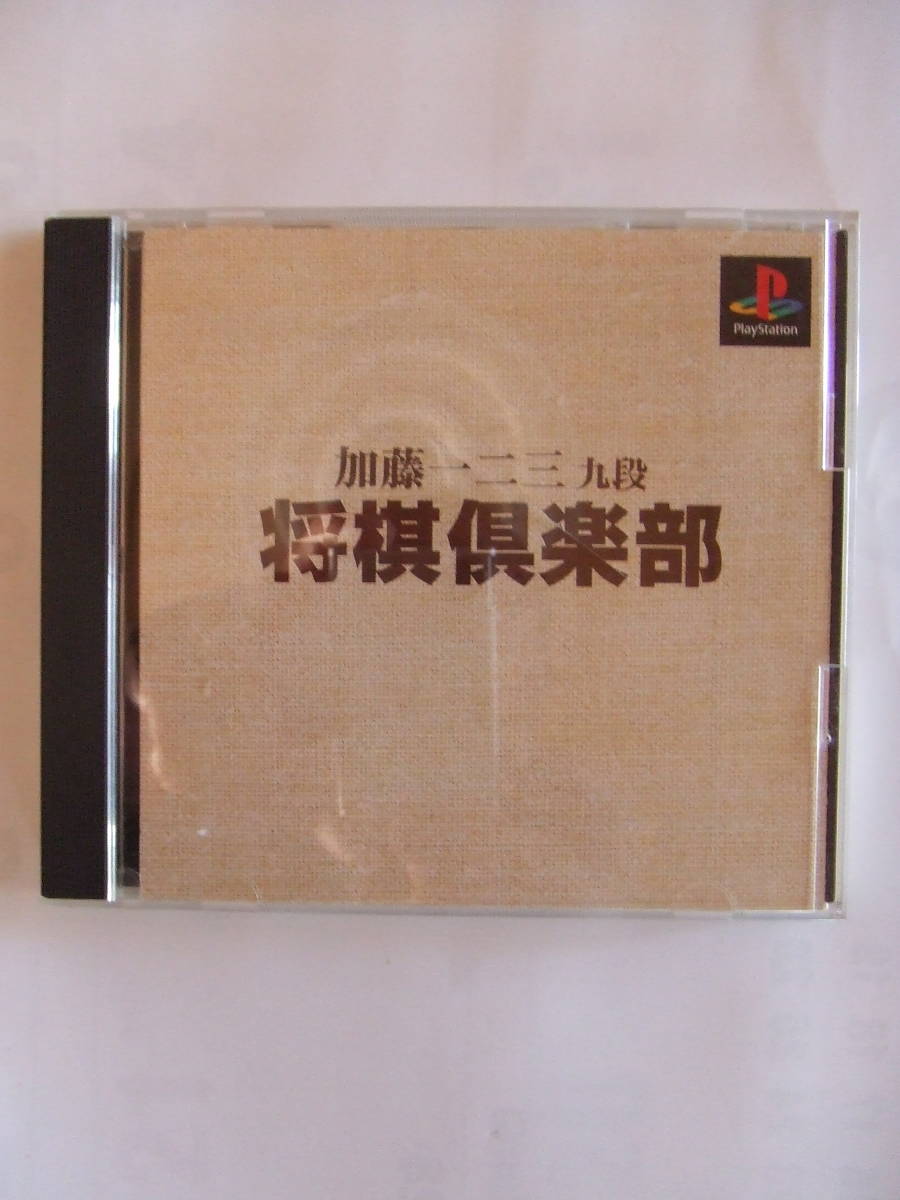 PlayStation
加藤一二三 九段
将棋倶楽部